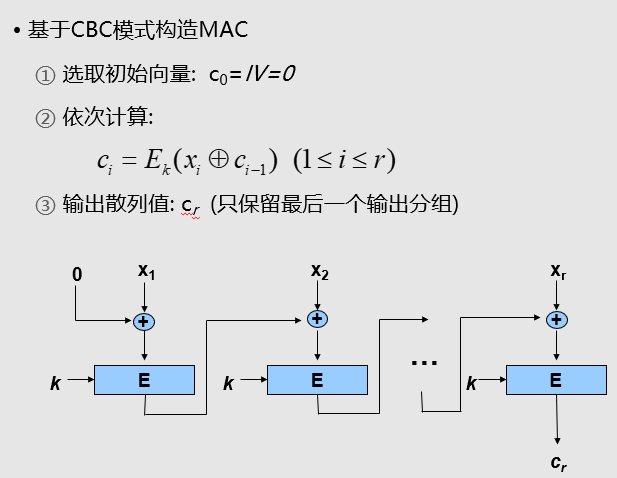 • 基于CBC模式构造MAC
① 选取初始向量: c₀=IV=0
② 依次计算:
cᵢ = Eₖ(xᵢ ⊕ cᵢ₋₁) (1 ≤ i ≤ r)
③ 输出散列值: cᵣ (只保留最后一个输出分组)
0 x₁ x₂ xᵣ
+ + +
k E k E … k E
cᵣ